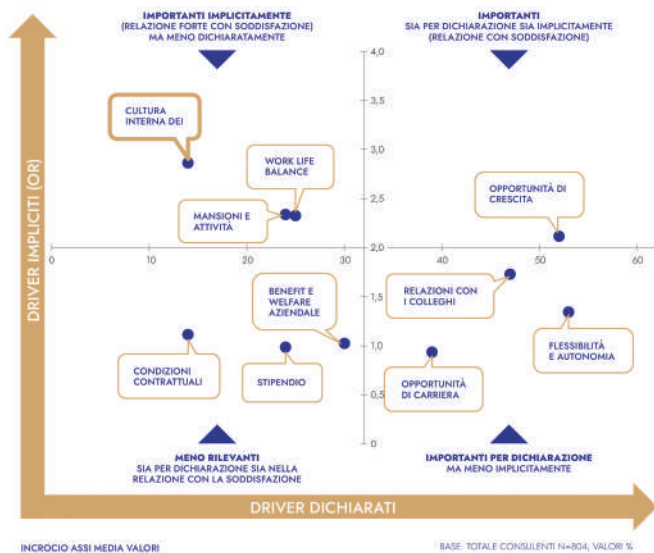 IMPORTANTI IMPLICITAMENTE
(RELAZIONE FORTE CON SODDISFAZIONE)
MA MENO DICHIARATAMENTE
IMPORTANTI
SIA PER DICHIARAZIONE SIA IMPLICITAMENTE
(RELAZIONE CON SODDISFAZIONE)
4,0
3,5
3,0
2,5
2,0
1,5
1,0
0,5
0
0
10
20
30
40
50
60
CULTURA
INTERNA DEI
WORK LIFE
BALANCE
MANSIONI E
ATTIVITÀ
OPPORTUNITÀ DI
CRESCITA
BENEFIT E
WELFARE
AZIENDALE
RELAZIONI CON
I COLLEGHI
CONDIZIONI
CONTRATTUALI
STIPENDIO
OPPORTUNITÀ
DI CARRIERA
FLESSIBILITÀ
E AUTONOMIA
MENO RILEVANTI
SIA PER DICHIARAZIONE SIA NELLA
RELAZIONE CON LA SODDISFAZIONE
IMPORTANTI PER DICHIARAZIONE
MA MENO IMPLICITAMENTE
DRIVER IMPLICITI (OR)
DRIVER DICHIARATI
INCROCIO ASSI MEDIA VALORI
BASE: TOTALE CONSULENTI N=804; VALORI %